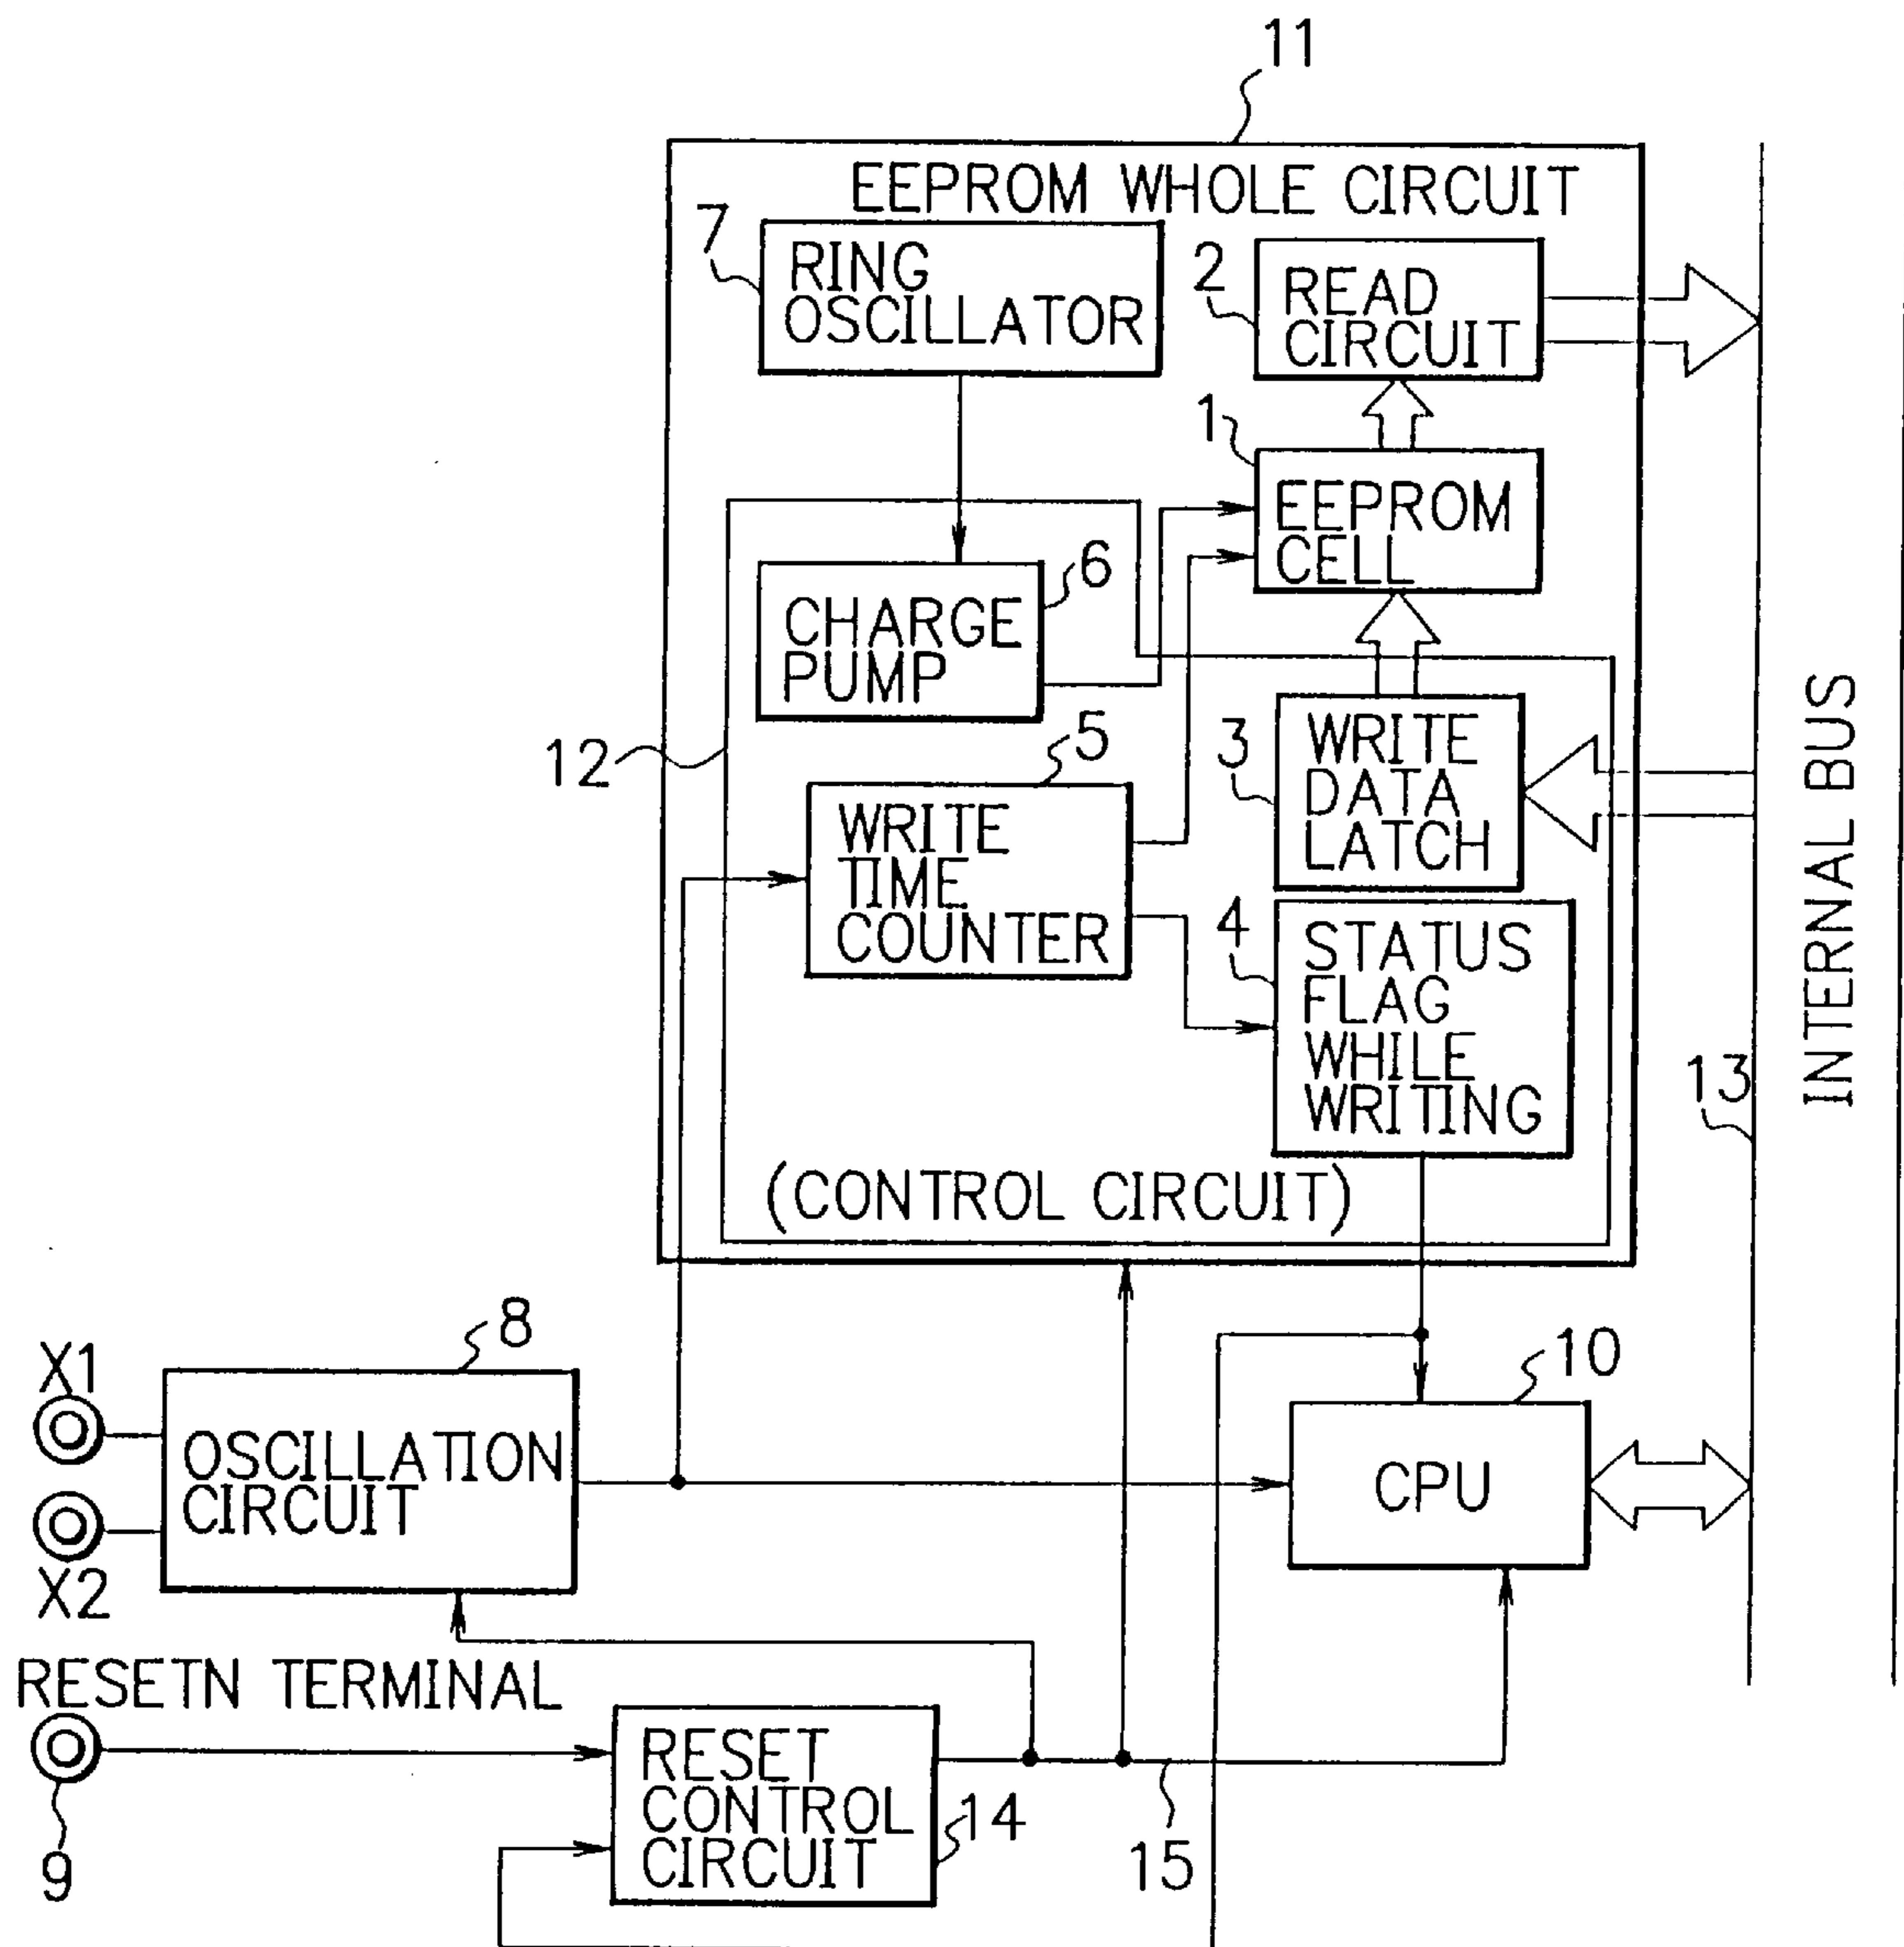 11
EEPROM WHOLE CIRCUIT
7
RING
OSCILLATOR
2
READ
CIRCUIT
1
EEPROM
CELL
6
CHARGE
PUMP
12
5
WRITE
TIME
COUNTER
3
WRITE
DATA
LATCH
4
STATUS
FLAG
WHILE
WRITING
(CONTROL CIRCUIT)
INTERNAL BUS
13
8
X1
OSCILLATION
CIRCUIT
X2
10
CPU
RESETN TERMINAL
9
RESET
CONTROL
CIRCUIT
14
15